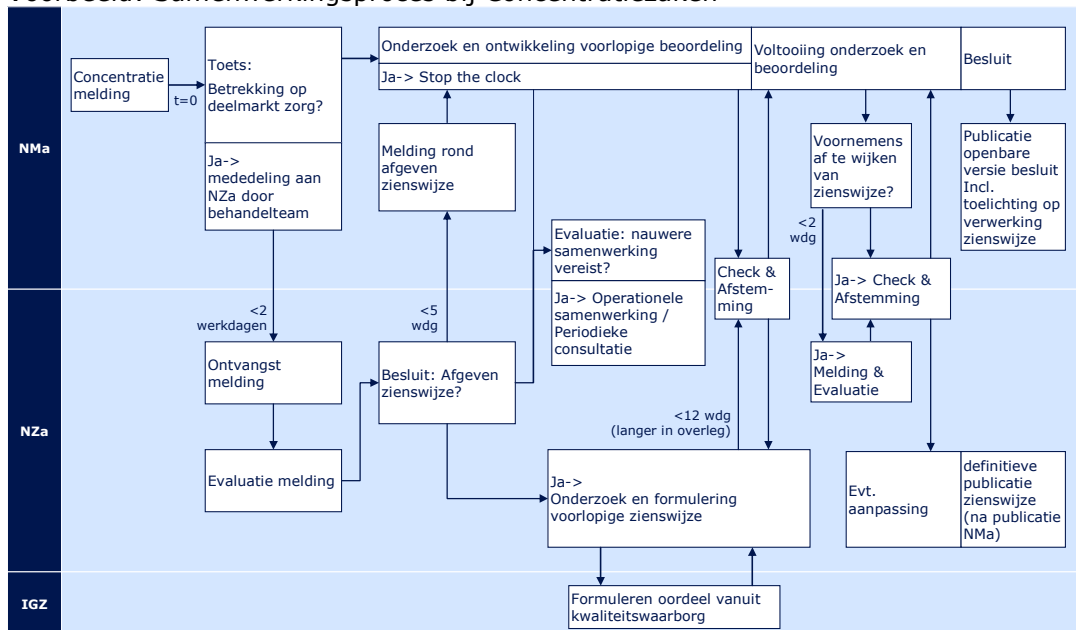 Voorbeeld: Samenwerkingsproces bij Concentratiezaken
NMa
Concentratie
melding
t=0
Toets:
Betrekking op
deelmarkt zorg?
Ja->
mededeling aan
NZa door
behandelteam
Onderzoek en ontwikkeling voorlopige beoordeling
Ja-> Stop the clock
Voltooiing onderzoek en
beoordeling
Besluit
Melding rond
afgeven
zienswijze
Voornemens
af te wijken
van
zienswijze?
Publicatie
openbare
versie besluit
Incl.
toelichting op
verwerking
zienswijze
Evaluatie: nauwere
samenwerking
vereist?
Ja-> Operationele
samenwerking /
Periodieke
consultatie
Check &
Afstem-
ming
<2
wdg
Ja-> Check &
Afstemming
NZa
<2
werkdagen
<5
wdg
Ontvangst
melding
Besluit: Afgeven
zienswijze?
Ja->
Melding &
Evaluatie
<12 wdg
(langer in overleg)
Evaluatie melding
Ja->
Onderzoek en formulering
voorlopige zienswijze
Evt.
aanpassing
definitieve
publicatie
zienswijze
(na publicatie
NMa)
IGZ
Formuleren oordeel vanuit
kwaliteitswaarborg